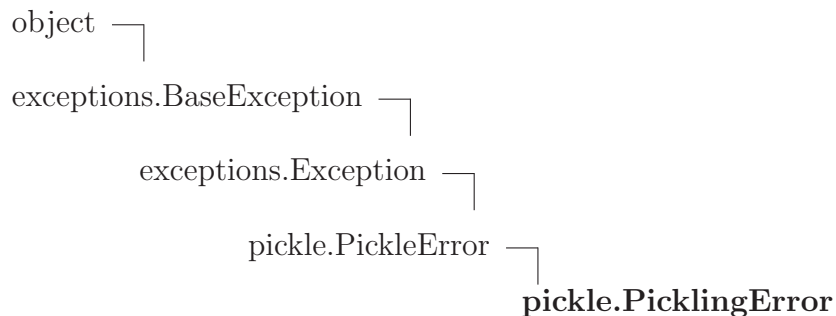 object
exceptions.BaseException
exceptions.Exception
pickle.PickleError
pickle.PicklingError